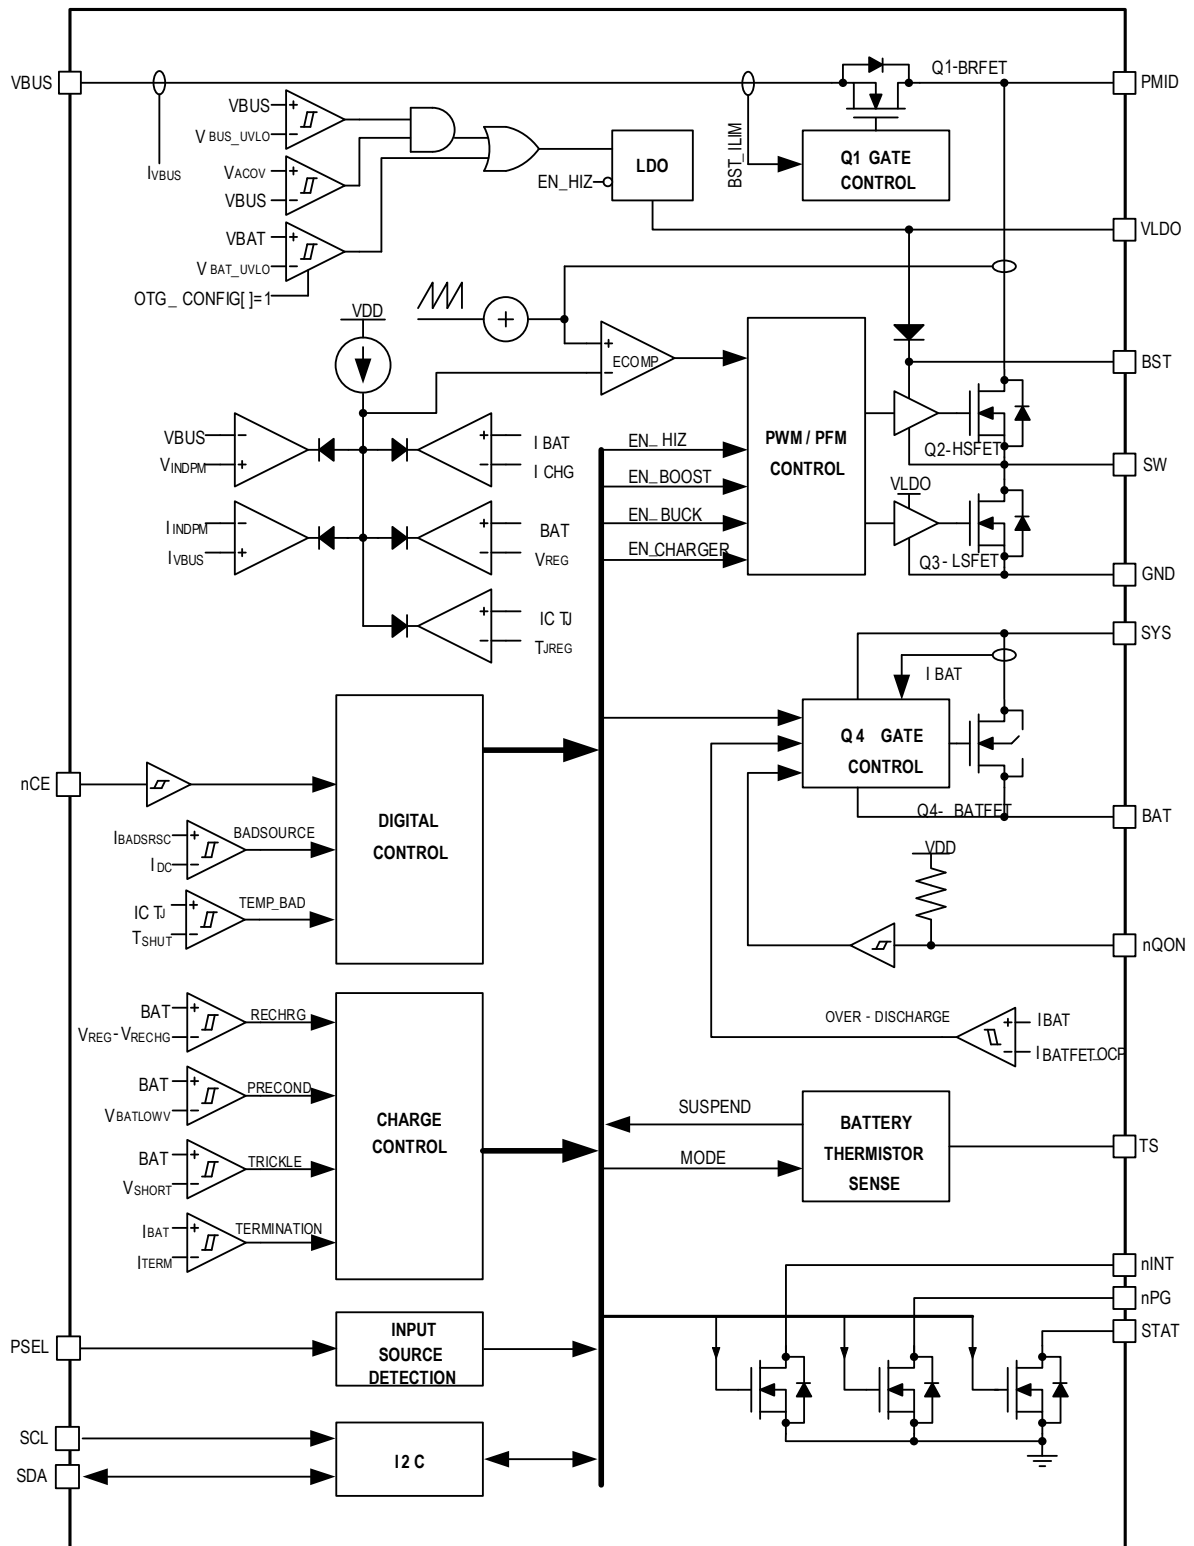 VBUS
Q1-BRFET
PMID
VBUS
V BUS_UVLO
BST_ILIM
IVBUS
VACOV
VBUS
EN_HIZ
LDO
Q1 GATE
CONTROL
VBAT
V BAT_UVLO
VLDO
OTG_ CONFIG[ ]=1
VDD
ECOMP
BST
PWM / PFM
CONTROL
VBUS
VINDPM
I BAT
I CHG
EN_ HIZ
EN_BOOST
EN_ BUCK
EN_CHARGER
Q2-HSFET
SW
VLDO
IINDPM
IVBUS
BAT
VREG
Q3 - LSFET
GND
IC TJ
TJREG
SYS
I BAT
Q4 GATE
CONTROL
Q4- BATFET
BAT
nCE
DIGITAL
CONTROL
IBADSRSC
IDC
BADSOURCE
IC TJ
TSHUT
TEMP_BAD
VDD
nQON
BAT
VREG-VRECHG
RECHRG
OVER - DISCHARGE
IBAT
IBATFET_OCP
BAT
VBATLOWV
PRECOND
CHARGE
CONTROL
SUSPEND
MODE
BATTERY
THERMISTOR
SENSE
TS
BAT
VSHORT
TRICKLE
IBAT
ITERM
TERMINATION
nINT
nPG
STAT
PSEL
INPUT
SOURCE
DETECTION
SCL
SDA
I2C